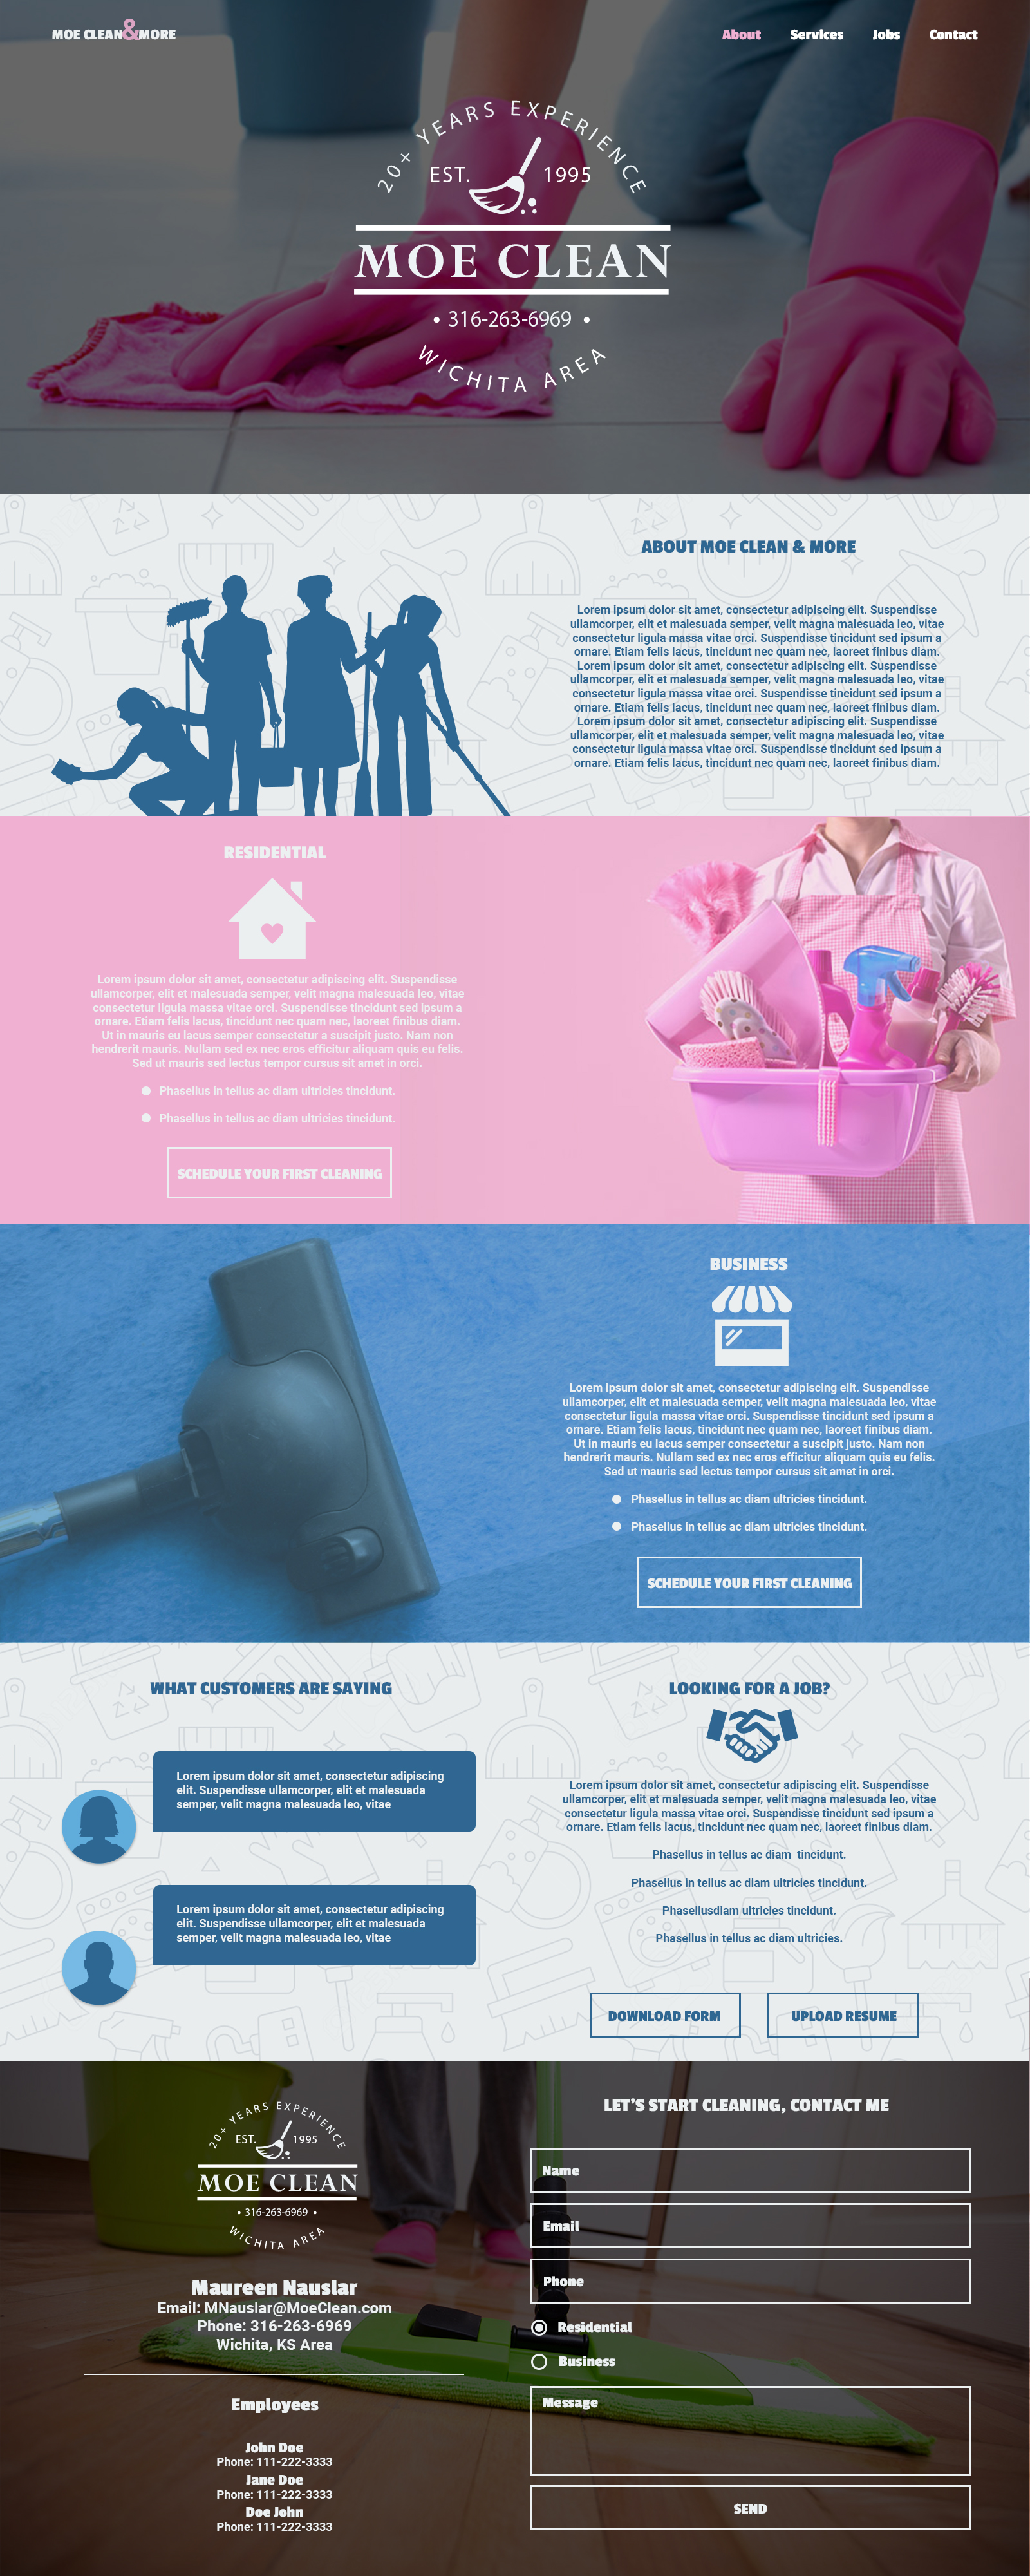 MOE CLEAN & MORE
About Services Jobs Contact
20+ YEARS EXPERIENCE
EST. 1995
MOE CLEAN
• 316-263-6969 •
WICHITA AREA
ABOUT MOE CLEAN & MORE
Lorem ipsum dolor sit amet, consectetur adipiscing elit. Suspendisse
ullamcorper, elit et malesuada semper, velit magna malesuada leo, vitae
consectetur ligula massa vitae orci. Suspendisse tincidunt sed ipsum a
ornare. Etiam felis lacus, tincidunt nec quam nec, laoreet finibus diam.
Lorem ipsum dolor sit amet, consectetur adipiscing elit. Suspendisse
ullamcorper, elit et malesuada semper, velit magna malesuada leo, vitae
consectetur ligula massa vitae orci. Suspendisse tincidunt sed ipsum a
ornare. Etiam felis lacus, tincidunt nec quam nec, laoreet finibus diam.
Lorem ipsum dolor sit amet, consectetur adipiscing elit. Suspendisse
ullamcorper, elit et malesuada semper, velit magna malesuada leo, vitae
consectetur ligula massa vitae orci. Suspendisse tincidunt sed ipsum a
ornare. Etiam felis lacus, tincidunt nec quam nec, laoreet finibus diam.
RESIDENTIAL
Lorem ipsum dolor sit amet, consectetur adipiscing elit. Suspendisse
ullamcorper, elit et malesuada semper, velit magna malesuada leo, vitae
consectetur ligula massa vitae orci. Suspendisse tincidunt sed ipsum a
ornare. Etiam felis lacus, tincidunt nec quam nec, laoreet finibus diam.
Ut in mauris eu lacus semper consectetur a suscipit justo. Nam non
hendrerit mauris. Nullam sed ex nec eros efficitur aliquam quis eu felis.
Sed ut mauris sed lectus tempor cursus sit amet in orci.
● Phasellus in tellus ac diam ultricies tincidunt.
● Phasellus in tellus ac diam ultricies tincidunt.
SCHEDULE YOUR FIRST CLEANING
BUSINESS
Lorem ipsum dolor sit amet, consectetur adipiscing elit. Suspendisse
ullamcorper, elit et malesuada semper, velit magna malesuada leo, vitae
consectetur ligula massa vitae orci. Suspendisse tincidunt sed ipsum a
ornare. Etiam felis lacus, tincidunt nec quam nec, laoreet finibus diam.
Ut in mauris eu lacus semper consectetur a suscipit justo. Nam non
hendrerit mauris. Nullam sed ex nec eros efficitur aliquam quis eu felis.
Sed ut mauris sed lectus tempor cursus sit amet in orci.
● Phasellus in tellus ac diam ultricies tincidunt.
● Phasellus in tellus ac diam ultricies tincidunt.
SCHEDULE YOUR FIRST CLEANING
WHAT CUSTOMERS ARE SAYING
Lorem ipsum dolor sit amet, consectetur adipiscing
elit. Suspendisse ullamcorper, elit et malesuada
semper, velit magna malesuada leo, vitae
Lorem ipsum dolor sit amet, consectetur adipiscing
elit. Suspendisse ullamcorper, elit et malesuada
semper, velit magna malesuada leo, vitae
LOOKING FOR A JOB?
Lorem ipsum dolor sit amet, consectetur adipiscing elit. Suspendisse
ullamcorper, elit et malesuada semper, velit magna malesuada leo, vitae
consectetur ligula massa vitae orci. Suspendisse tincidunt sed ipsum a
ornare. Etiam felis lacus, tincidunt nec quam nec, laoreet finibus diam.
Phasellus in tellus ac diam tincidunt.
Phasellus in tellus ac diam ultricies tincidunt.
Phasellusdiam ultricies tincidunt.
Phasellus in tellus ac diam ultricies.
DOWNLOAD FORM
UPLOAD RESUME
20+ YEARS EXPERIENCE
EST. 1995
MOE CLEAN
• 316-263-6969 •
WICHITA AREA
Maureen Nauslar
Email: MNauslar@MoeClean.com
Phone: 316-263-6969
Wichita, KS Area
Employees
John Doe
Phone: 111-222-3333
Jane Doe
Phone: 111-222-3333
Doe John
Phone: 111-222-3333
LET'S START CLEANING, CONTACT ME
Name
Email
Phone
Residential
Business
Message
SEND